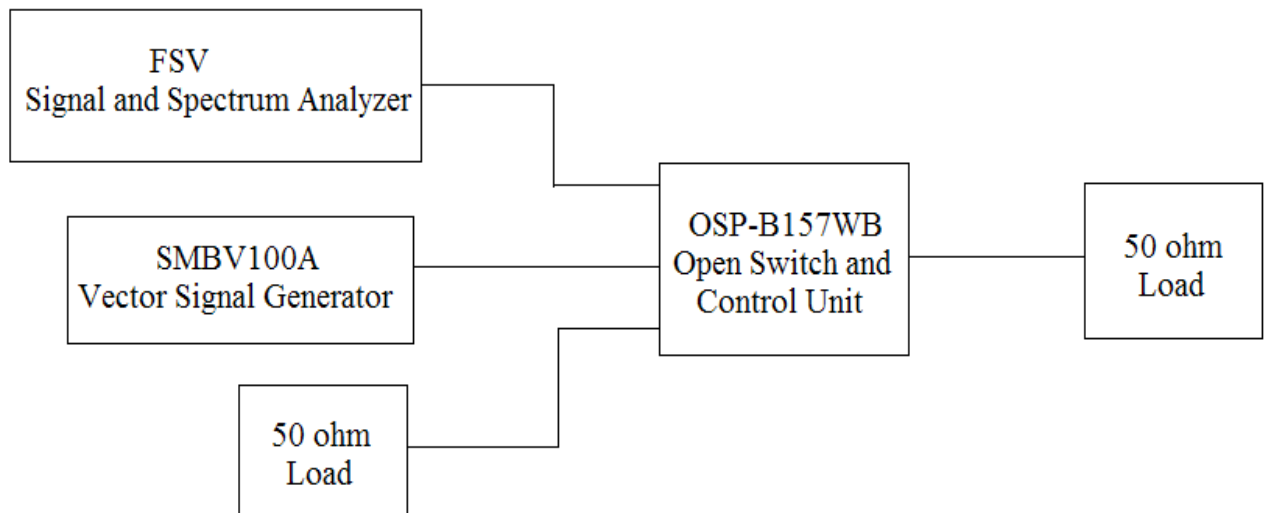 FSV
Signal and Spectrum Analyzer
SMBV100A
Vector Signal Generator
50 ohm
Load
OSP-B157WB
Open Switch and
Control Unit
50 ohm
Load